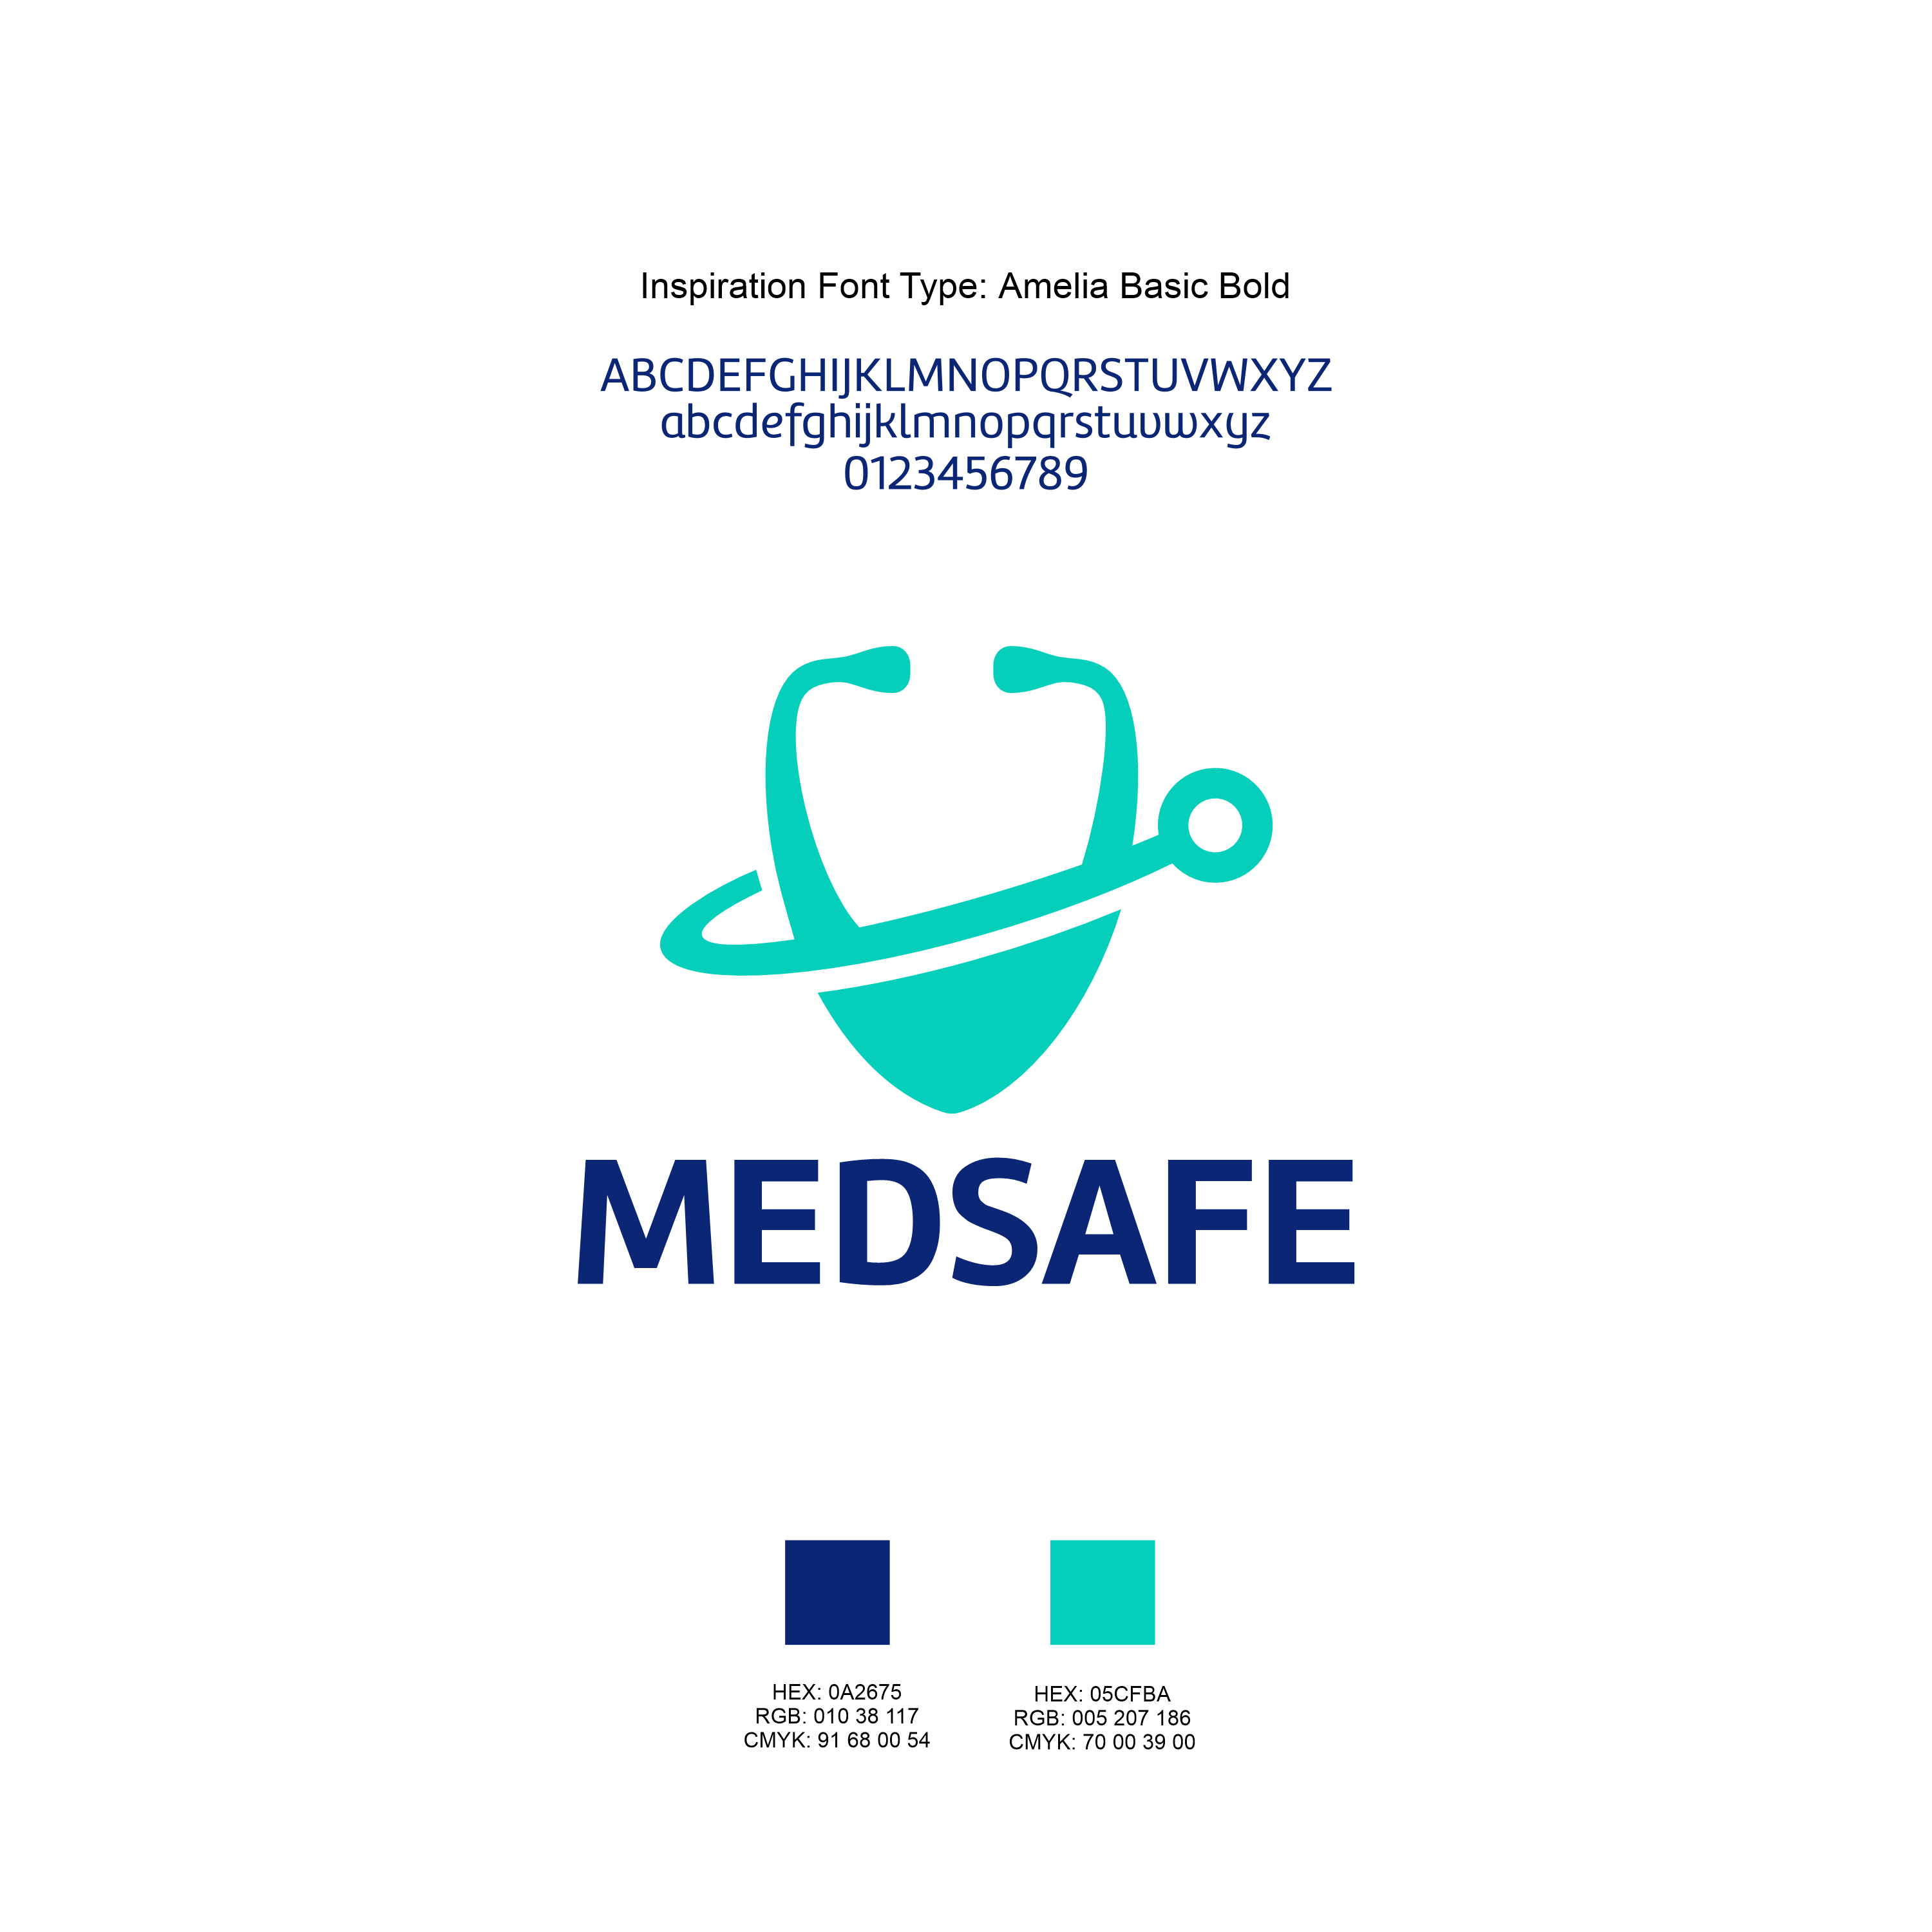 Inspiration Font Type: Amelia Basic Bold
ABCDEFGHIJKLMNOPQRSTUVWXYZ
abcdefghijklmnopqrstuvwxyz
0123456789
MEDSAFE
HEX: 0A2675
RGB: 010 38 117
CMYK: 91 68 00 54
HEX: 05CFBA
RGB: 005 207 186
CMYK: 70 00 39 00